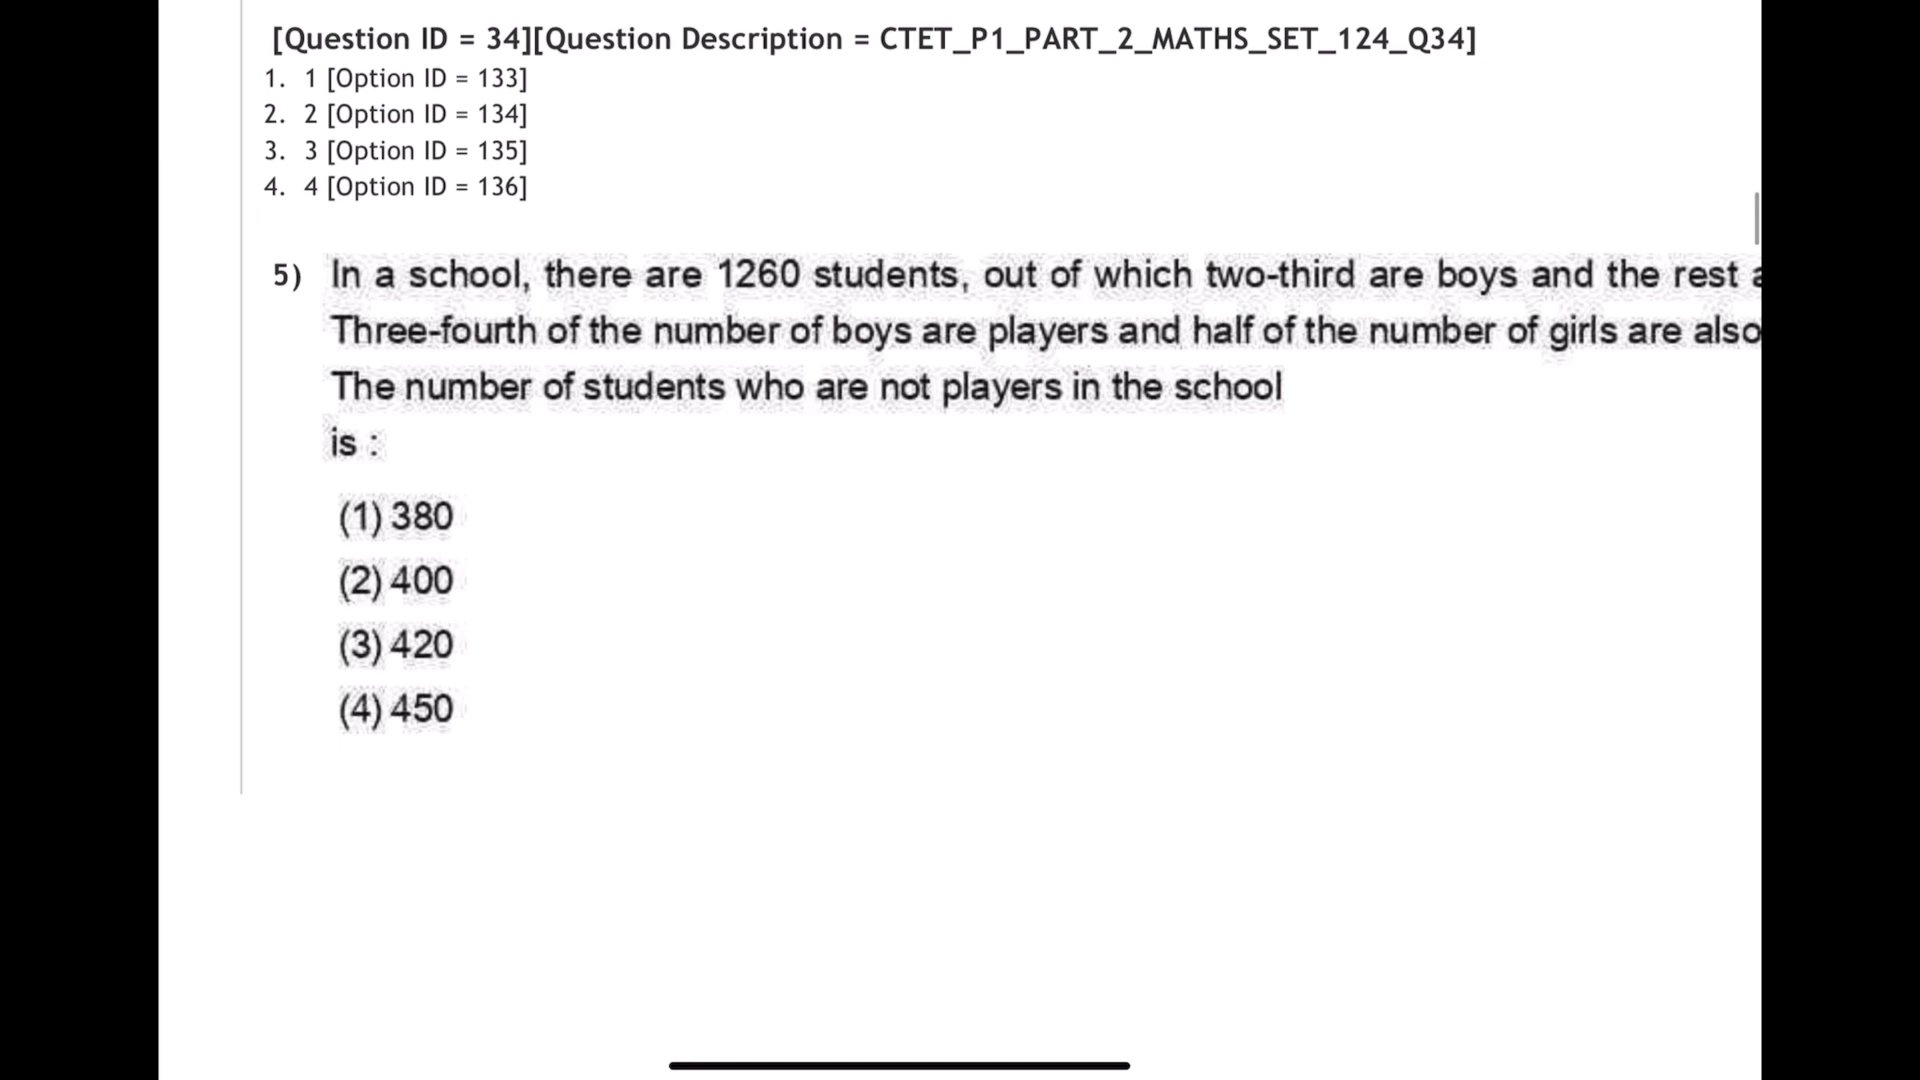 [Question ID = 34][Question Description = CTET_P1_PART_2_MATHS_SET_124_Q34]
1. 1 [Option ID = 133]
2. 2 [Option ID = 134]
3. 3 [Option ID = 135]
4. 4 [Option ID = 136]
5) In a school, there are 1260 students, out of which two-third are boys and the rest
Three-fourth of the number of boys are players and half of the number of girls are also
The number of students who are not players in the school
is :
(1) 380
(2) 400
(3) 420
(4) 450